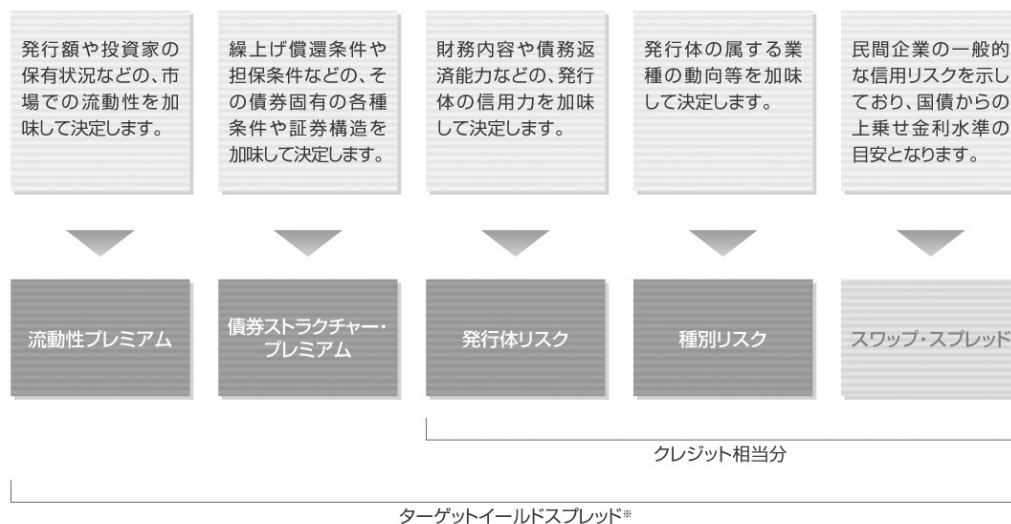 発行額や投資家の
保有状況などの、市
場での流動性を加
味して決定します。
繰上げ償還条件や
担保条件などの、そ
の債券固有の各種
条件や証券構造を
加味して決定します。
財務内容や債務返
済能力などの、発行
体の信用力を加味
して決定します。
発行体の属する業
種の動向等を加味
して決定します。
民間企業の一般的
な信用リスクを示し
ており、国債からの
上乗せ金利水準の
目安となります。
流動性プレミアム
債券ストラクチャー・
プレミアム
発行体リスク
種別リスク
スワップ・スプレッド
クレジット相当分
ターゲットイールドスプレッド※